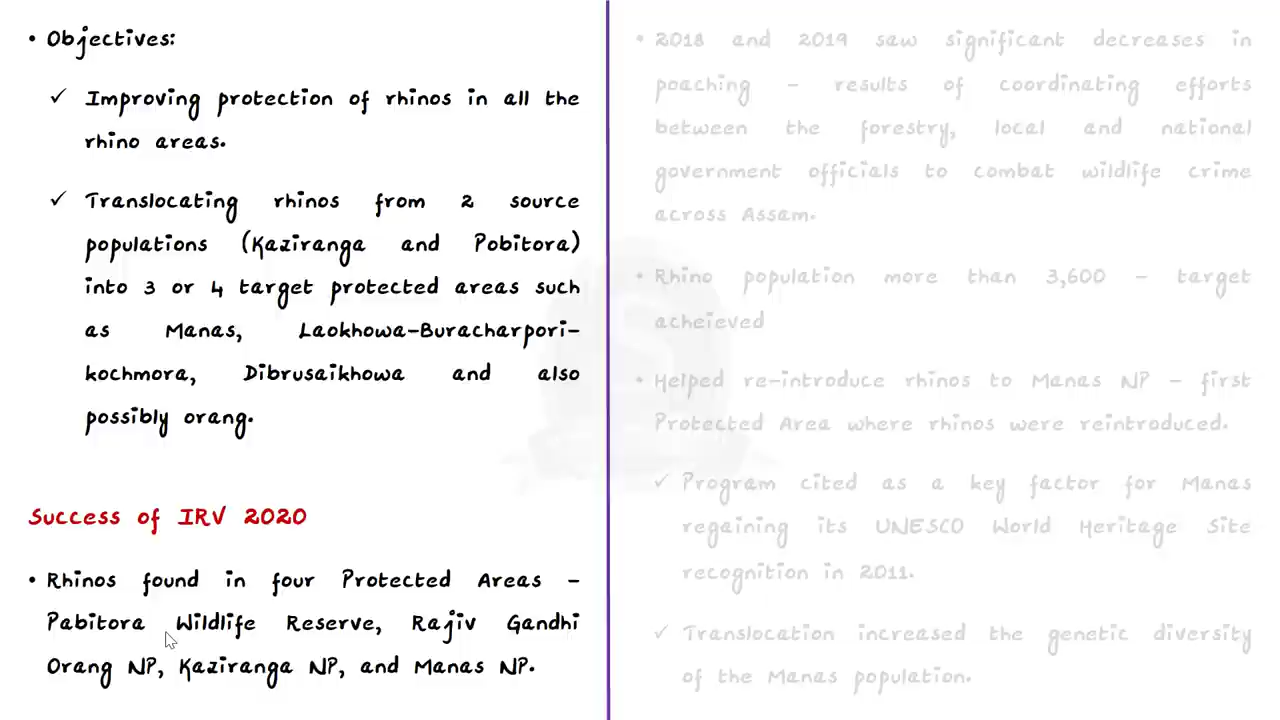 • Objectives:
✓ Improving protection of rhinos in all the
rhino areas.
✓ Translocating rhinos from 2 source
populations (Kaziranga and Pobitora)
into 3 or 4 target protected areas such
as Manas, Laokhowa-Buracharpori-
kochmora, Dibrusaikhowa and also
possibly orang.
Success of IRV 2020
• Rhinos found in four Protected Areas –
Pabitora Wildlife Reserve, Rajiv Gandhi
Orang NP, Kaziranga NP, and Manas NP.
• 2018 and 2019 saw significant decreases in
poaching – results of coordinating efforts
between the forestry, local and national
government officials to combat wildlife crime
across Assam.
• Rhino population more than 3,600 – target
acheieved
• Helped re-introduce rhinos to Manas NP – first
Protected Area where rhinos were reintroduced.
✓ Program cited as a key factor for Manas
regaining its UNESCO World Heritage Site
recognition in 2011.
✓ Translocation increased the genetic diversity
of the Manas population.